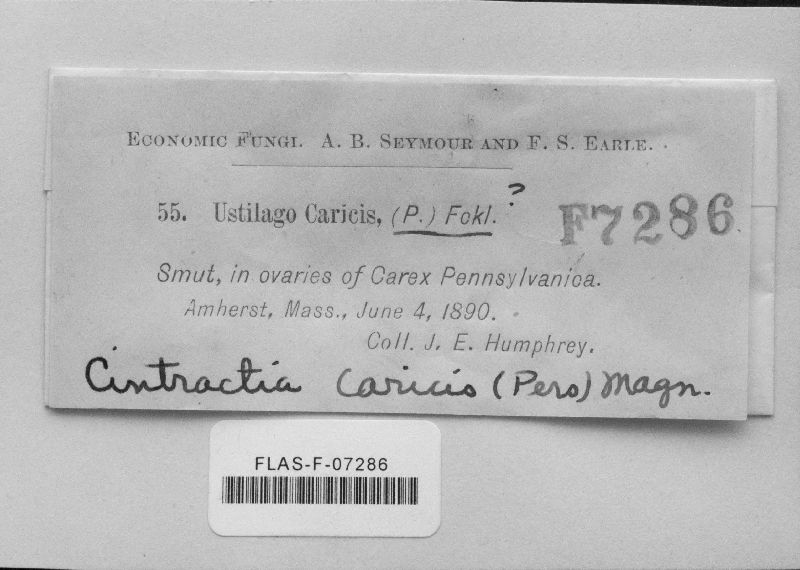 ECONOMIC FUNGI. A. B. SEYMOUR AND F. S. EARLE.
55. Ustilago Caricis, (P.) Fckl. ?
F7286
Smut, in ovaries of Carex Pennsylvanica.
Amherst, Mass., June 4, 1890.
Coll. J. E. Humphrey.
Cintractia Caricis (Pers) Magn.
FLAS-F-07286